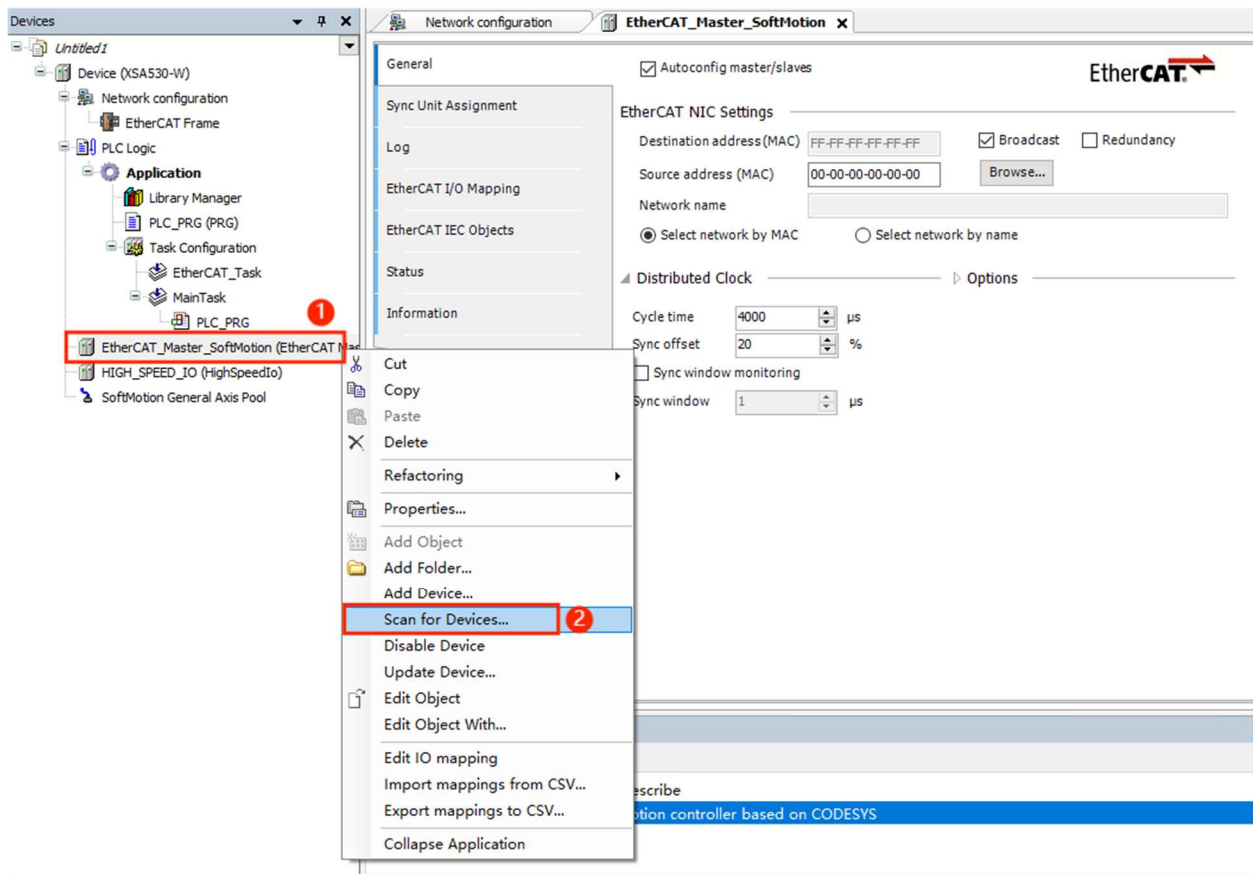 Devices
Untitled1
Device (XSA530-W)
Network configuration
EtherCAT Frame
PLC Logic
Application
Library Manager
PLC_PRG (PRG)
Task Configuration
EtherCAT_Task
MainTask
PLC_PRG
1
EtherCAT_Master_SoftMotion (EtherCAT Mas
HIGH_SPEED_IO (HighSpeedIo)
SoftMotion General Axis Pool
Network configuration
EtherCAT_Master_SoftMotion
General
Sync Unit Assignment
Log
EtherCAT I/O Mapping
EtherCAT IEC Objects
Status
Information
Autoconfig master/slaves
EtherCAT.
EtherCAT NIC Settings
Destination address (MAC) FF-FF-FF-FF-FF-FF Broadcast Redundancy
Source address (MAC) 00-00-00-00-00-00 Browse...
Network name
Select network by MAC Select network by name
Distributed Clock Options
Cycle time 4000 µs
Sync offset 20 %
Sync window monitoring
Sync window 1 µs
Cut
Copy
Paste
Delete
Refactoring
Properties...
Add Object
Add Folder...
Add Device...
Scan for Devices... 2
Disable Device
Update Device...
Edit Object
Edit Object With...
Edit IO mapping
Import mappings from CSV...
Export mappings to CSV...
Collapse Application
escribe
otion controller based on CODESYS